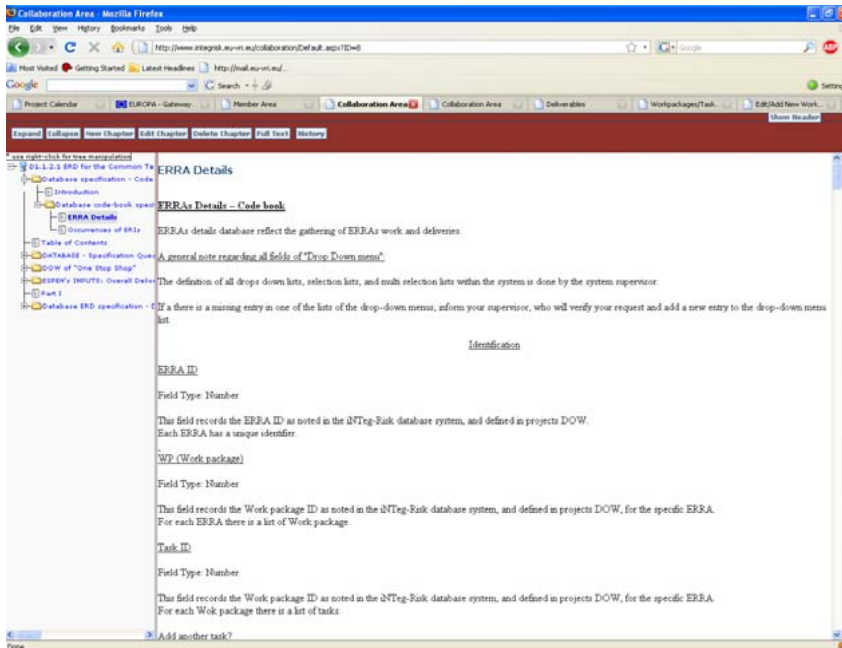 Collaboration Area - Mozilla Firefox
File Edit View History Bookmarks Tools Help
http://www.integrisk.eu-vri.eu/collaboration/Default.aspx?ID=8
Google
Most Visited Getting Started Latest Headlines http://mail.eu-vri.eu/
Google Search
Project Calendar EUROPA - Gateway... Member Area Collaboration Area Collaboration Area Deliverables Workpackages/Task... Edit/Add New Work...
Show Header
Expand Collapse New Chapter Edit Chapter Delete Chapter Full Text History
* use right-click for tree manipulation
D1.1.2.1 ERD for the Common Te
Database specification - Code
Introduction
Database code-book speci
ERRA Details
Occurrences of ERIs
Table of Contents
DATABASE - Specification Ques
DOW of "One Stop Shop"
ESPEN's INPUTS: Overall Delive
Part I
Database ERD specification - D
ERRA Details
ERRAs Details – Code book
ERRAs details database reflect the gathering of ERRAs work and deliveries.
A general note regarding all fields of "Drop Down menu":
The definition of all drops down lists, selection lists, and multi selection lists within the system is done by the system supervisor.
If a there is a missing entry in one of the lists of the drop-down menus, inform your supervisor, who will verify your request and add a new entry to the drop-down menu
list.
Identification
ERRA ID
Field Type: Number
This field records the ERRA ID as noted in the iNTeg-Risk database system, and defined in projects DOW.
Each ERRA has a unique identifier.
WP (Work package)
Field Type: Number
This field records the Work package ID as noted in the iNTeg-Risk database system, and defined in projects DOW, for the specific ERRA.
For each ERRA there is a list of Work package.
Task ID
Field Type: Number
This field records the Work package ID as noted in the iNTeg-Risk database system, and defined in projects DOW, for the specific ERRA.
For each Wok package there is a list of tasks.
Add another task?
Done